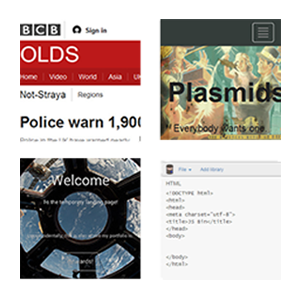 BCB Sign in
OLDS
Home Video World Asia UK
Not-Straya Regions
Police warn 1,900
Plasmids
Everybody wants one
Welcome
to the temporary landing page!
File Add library
HTML
<!DOCTYPE html>
<html>
<head>
<meta charset="utf-8">
<title>JS Bin</title>
</head>
<body>
</body>
</html>